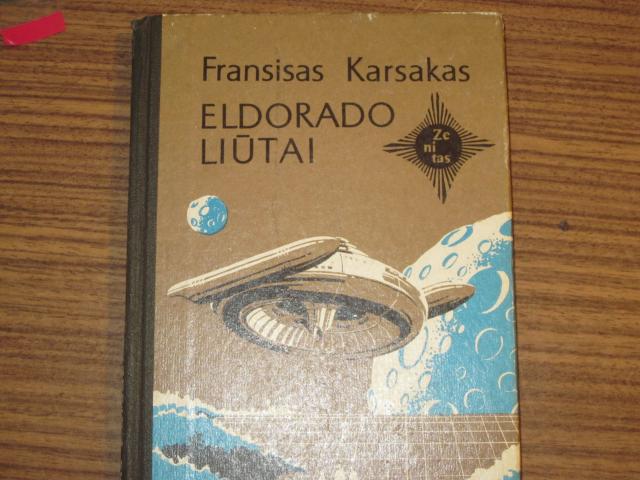 Fransisas Karsakas
ELDORADO
LIŪTAI
Ze
ni
tas